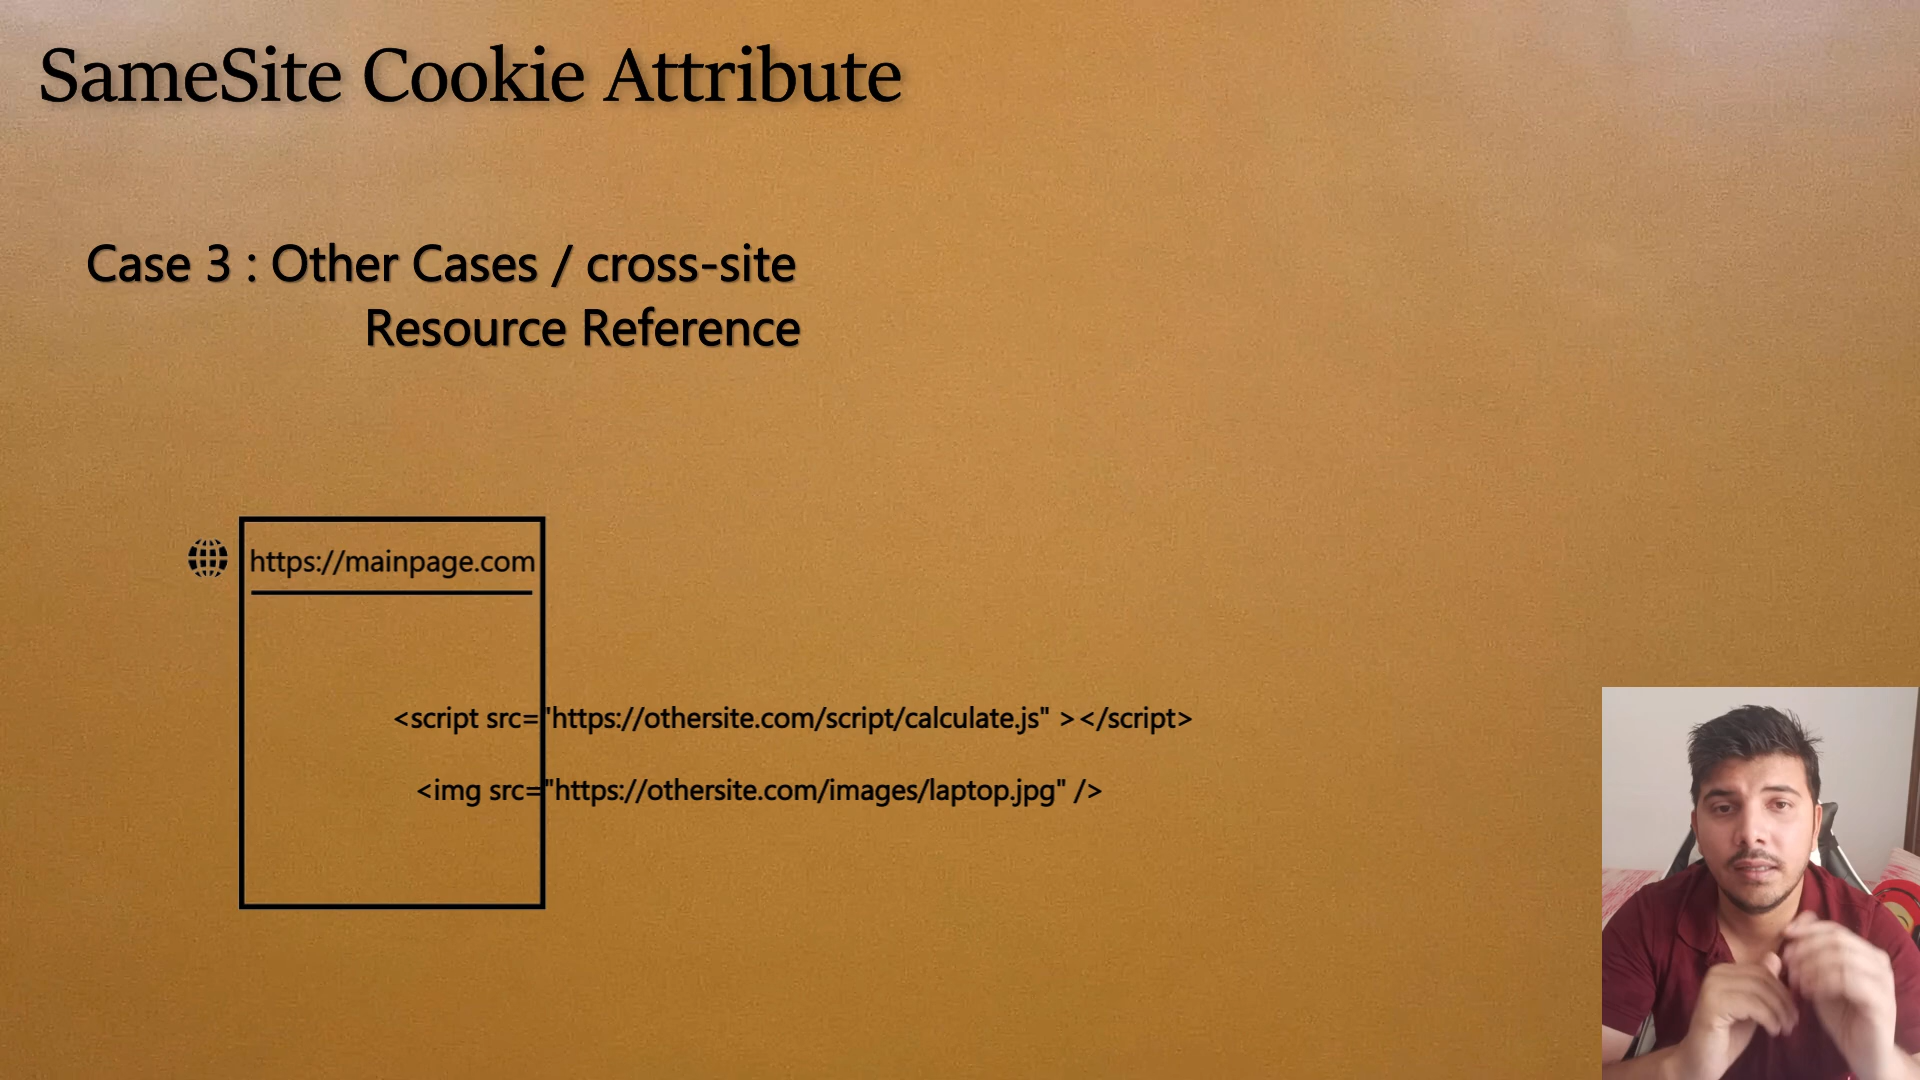 SameSite Cookie Attribute
Case 3 : Other Cases / cross-site
Resource Reference
https://mainpage.com
<script src="https://othersite.com/script/calculate.js" ></script>
<img src="https://othersite.com/images/laptop.jpg" />